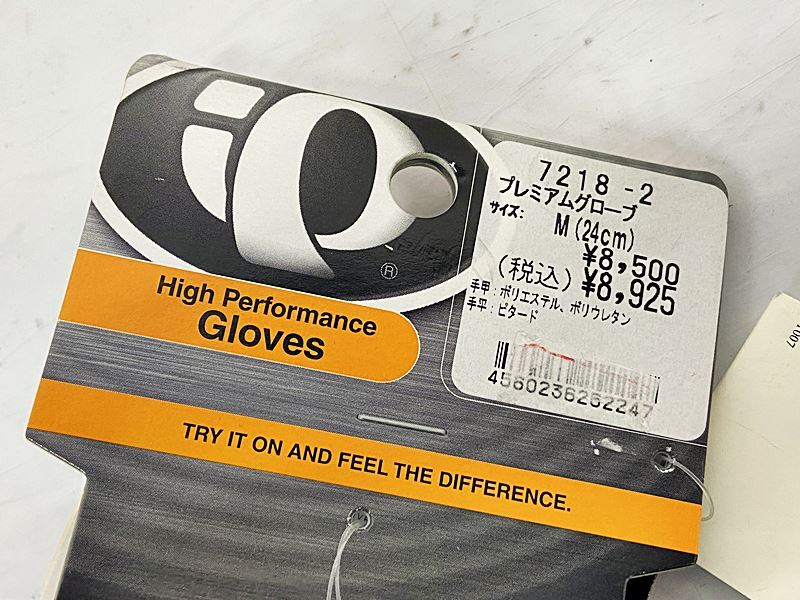 ®
High Performance
Gloves
TRY IT ON AND FEEL THE DIFFERENCE.
7218-2
プレミアムグローブ
サイズ: M(24cm)
¥8,500
(税込) ¥8,925
手甲:ポリエステル、ポリウレタン
手平:ピタード
4560236262247
007